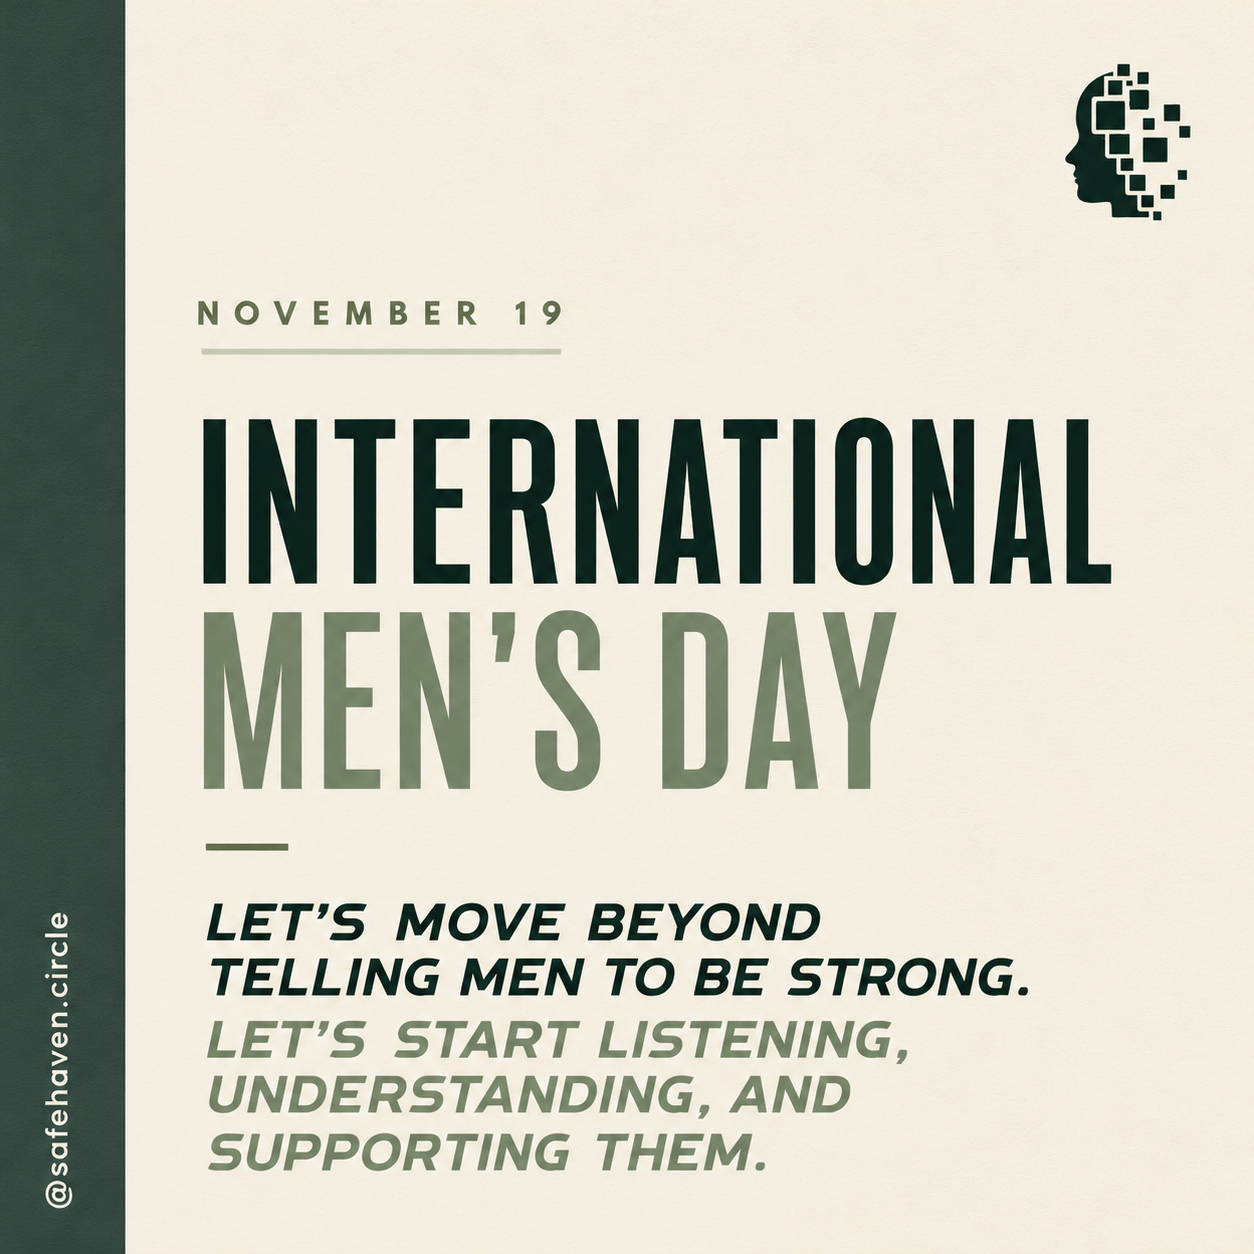 NOVEMBER 19
INTERNATIONAL
MEN’S DAY
LET’S MOVE BEYOND
TELLING MEN TO BE STRONG.
LET’S START LISTENING,
UNDERSTANDING, AND
SUPPORTING THEM.
@safehaven.circle